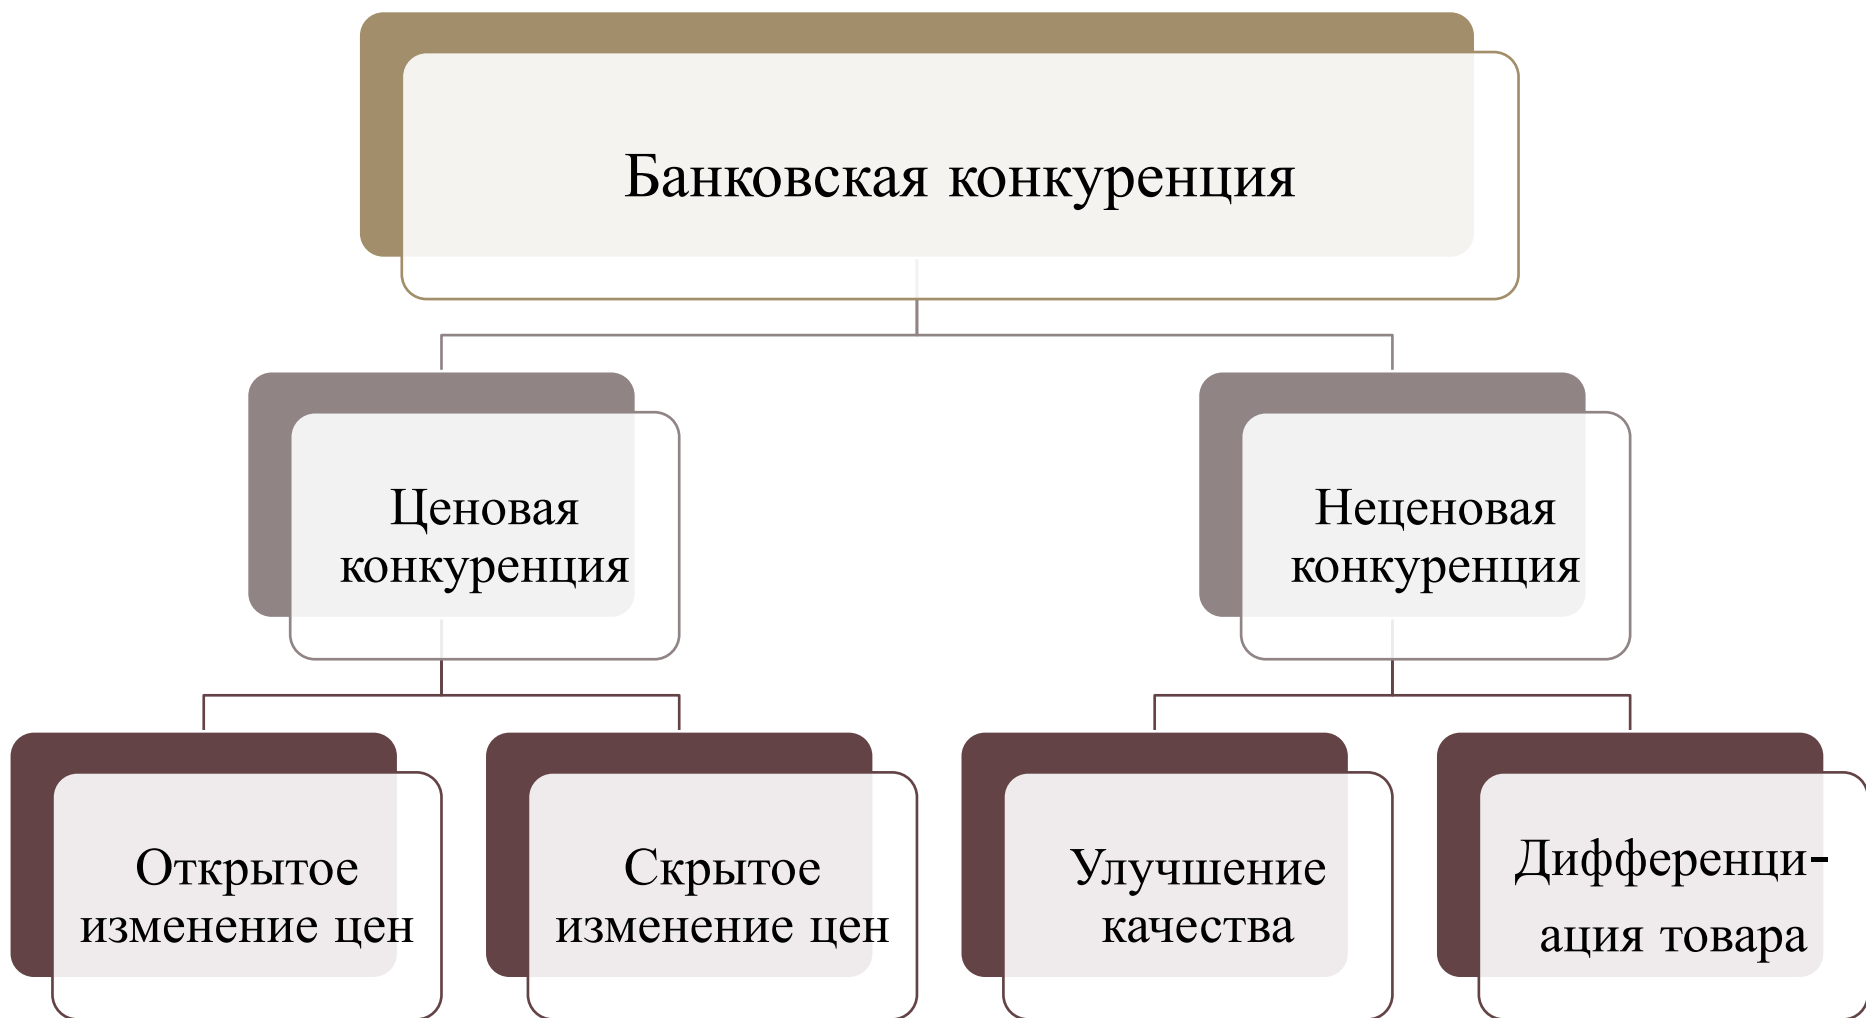 Банковская конкуренция
Ценовая
конкуренция
Неценовая
конкуренция
Открытое
изменение цен
Скрытое
изменение цен
Улучшение
качества
Дифференци-
ация товара